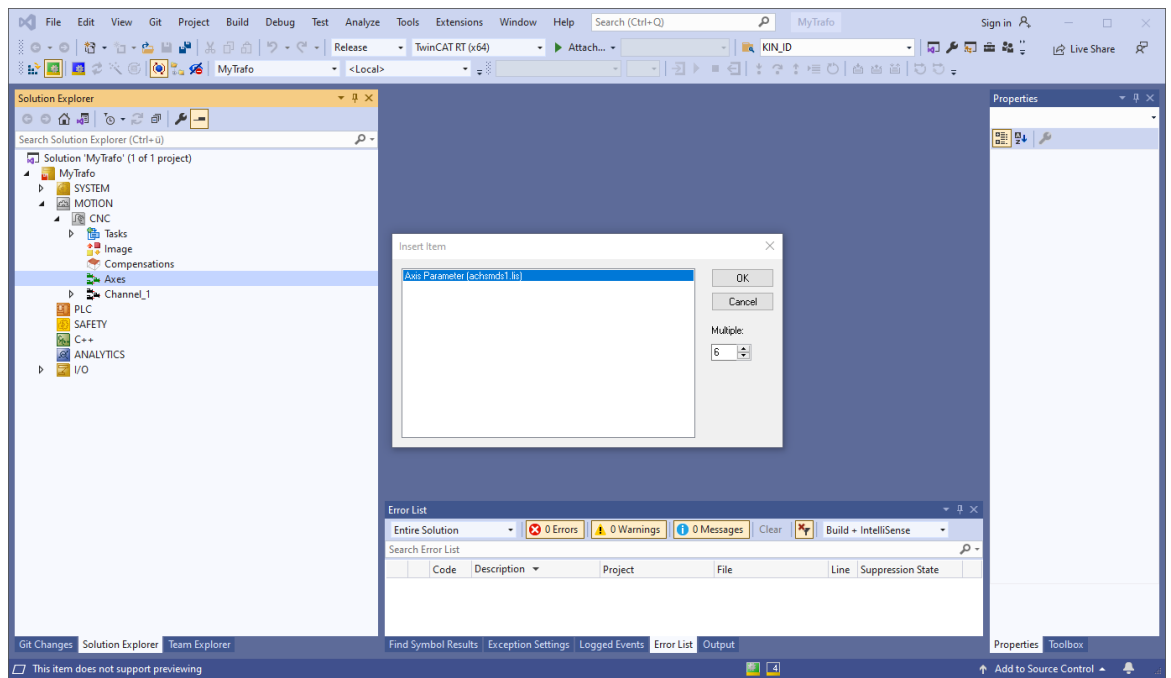 File Edit View Git Project Build Debug Test Analyze Tools Extensions Window Help Search (Ctrl+Q) MyTrafo Sign in
Release TwinCAT RT (x64) Attach... KIN_ID Live Share
MyTrafo <Local>
Solution Explorer
Search Solution Explorer (Ctrl+ü)
Solution 'MyTrafo' (1 of 1 project)
MyTrafo
SYSTEM
MOTION
CNC
Tasks
Image
Compensations
Axes
Channel_1
PLC
SAFETY
C++
ANALYTICS
I/O
Insert Item
Axis Parameter (achsmds1.lis)
OK
Cancel
Multiple:
6
Properties
Error List
Entire Solution 0 Errors 0 Warnings 0 Messages Clear Build + IntelliSense
Search Error List
Code Description Project File Line Suppression State
Git Changes Solution Explorer Team Explorer
Find Symbol Results Exception Settings Logged Events Error List Output
Properties Toolbox
This item does not support previewing 4 Add to Source Control